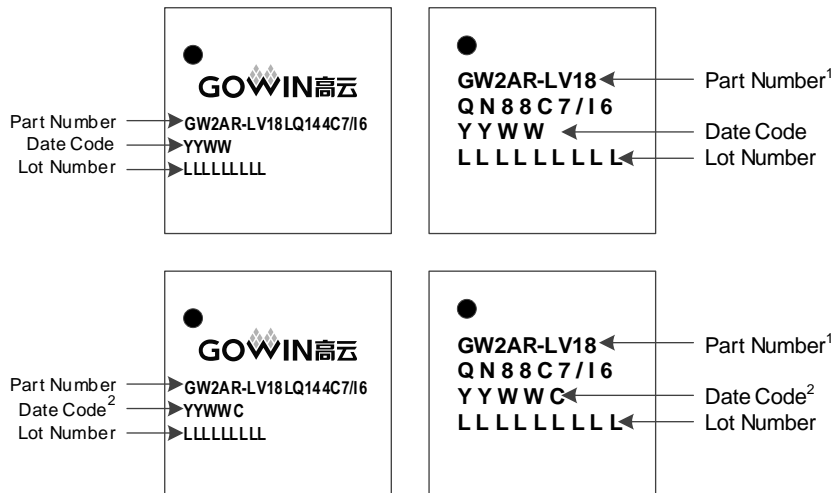 GOWIN高云
Part Number
GW2AR-LV18LQ144C7/I6
Date Code
YYWW
Lot Number
LLLLLLLLL
GW2AR-LV18
Part Number1
QN88C7/I6
YYWW
Date Code
LLLLLLLLL
Lot Number
GOWIN高云
Part Number
GW2AR-LV18LQ144C7/I6
Date Code2
YYWWC
Lot Number
LLLLLLLLL
GW2AR-LV18
Part Number1
QN88C7/I6
YYWWC
Date Code2
LLLLLLLLL
Lot Number